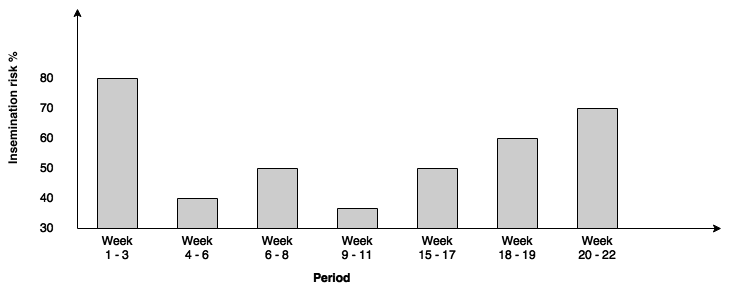 Insemination risk %
80
70
60
50
40
30
Week
1 - 3
Week
4 - 6
Week
6 - 8
Week
9 - 11
Week
15 - 17
Week
18 - 19
Week
20 - 22
Period